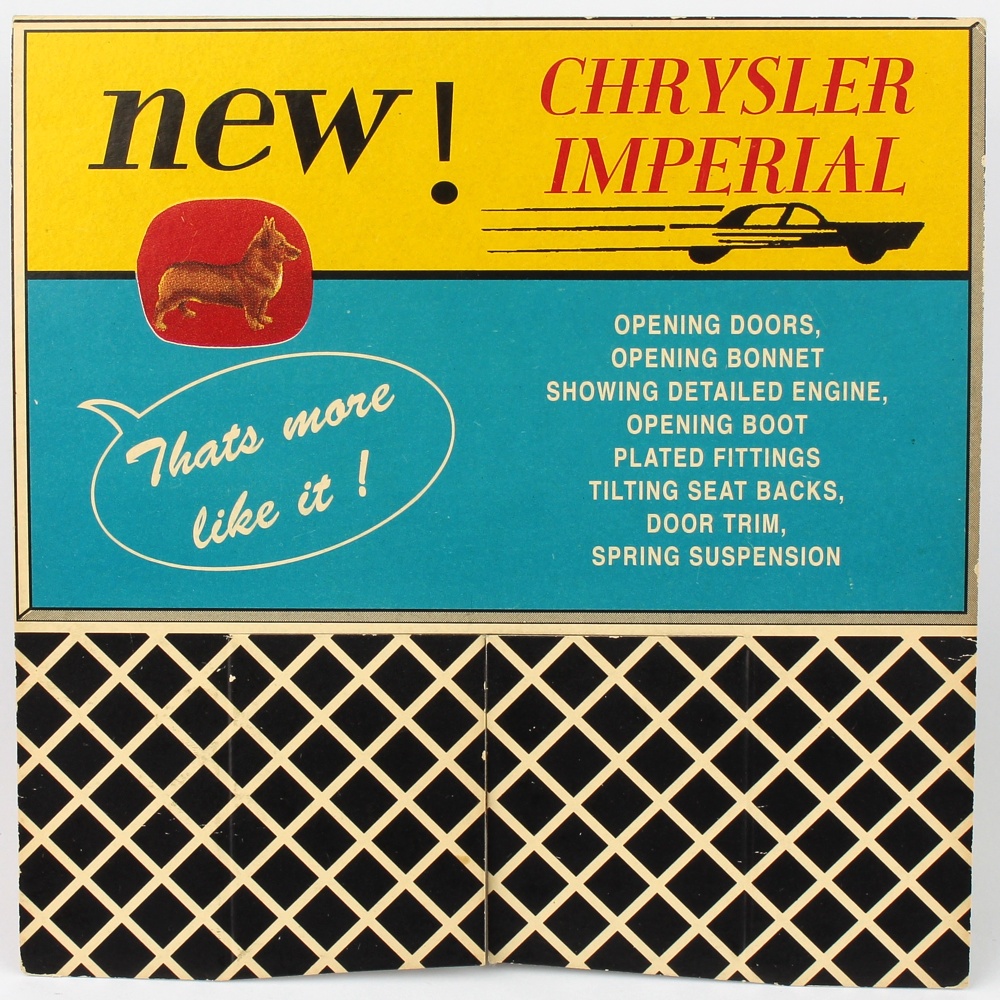 new!
CHRYSLER
IMPERIAL
Thats more
like it!
OPENING DOORS,
OPENING BONNET
SHOWING DETAILED ENGINE,
OPENING BOOT
PLATED FITTINGS
TILTING SEAT BACKS,
DOOR TRIM,
SPRING SUSPENSION